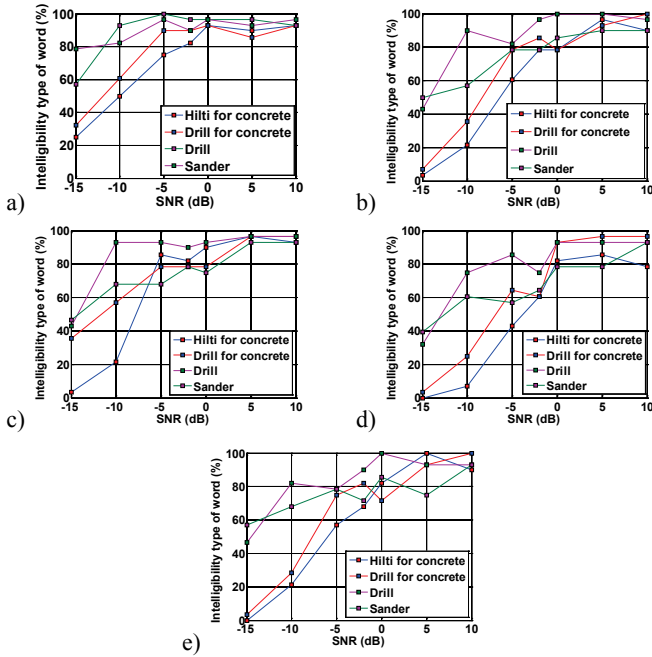 Intelligibility type of word (%)
100
80
60
40
20
0
-15 -10 -5 0 5 10
SNR (dB)
Hilti for concrete
Drill for concrete
Drill
Sander
a)
Intelligibility type of word (%)
100
80
60
40
20
0
-15 -10 -5 0 5 10
SNR (dB)
Hilti for concrete
Drill for concrete
Drill
Sander
b)
Intelligibility type of word (%)
100
80
60
40
20
0
-15 -10 -5 0 5 10
SNR (dB)
Hilti for concrete
Drill for concrete
Drill
Sander
c)
Intelligibility type of word (%)
100
80
60
40
20
0
-15 -10 -5 0 5 10
SNR (dB)
Hilti for concrete
Drill for concrete
Drill
Sander
d)
Intelligibility type of word (%)
100
80
60
40
20
0
-15 -10 -5 0 5 10
SNR (dB)
Hilti for concrete
Drill for concrete
Drill
Sander
e)